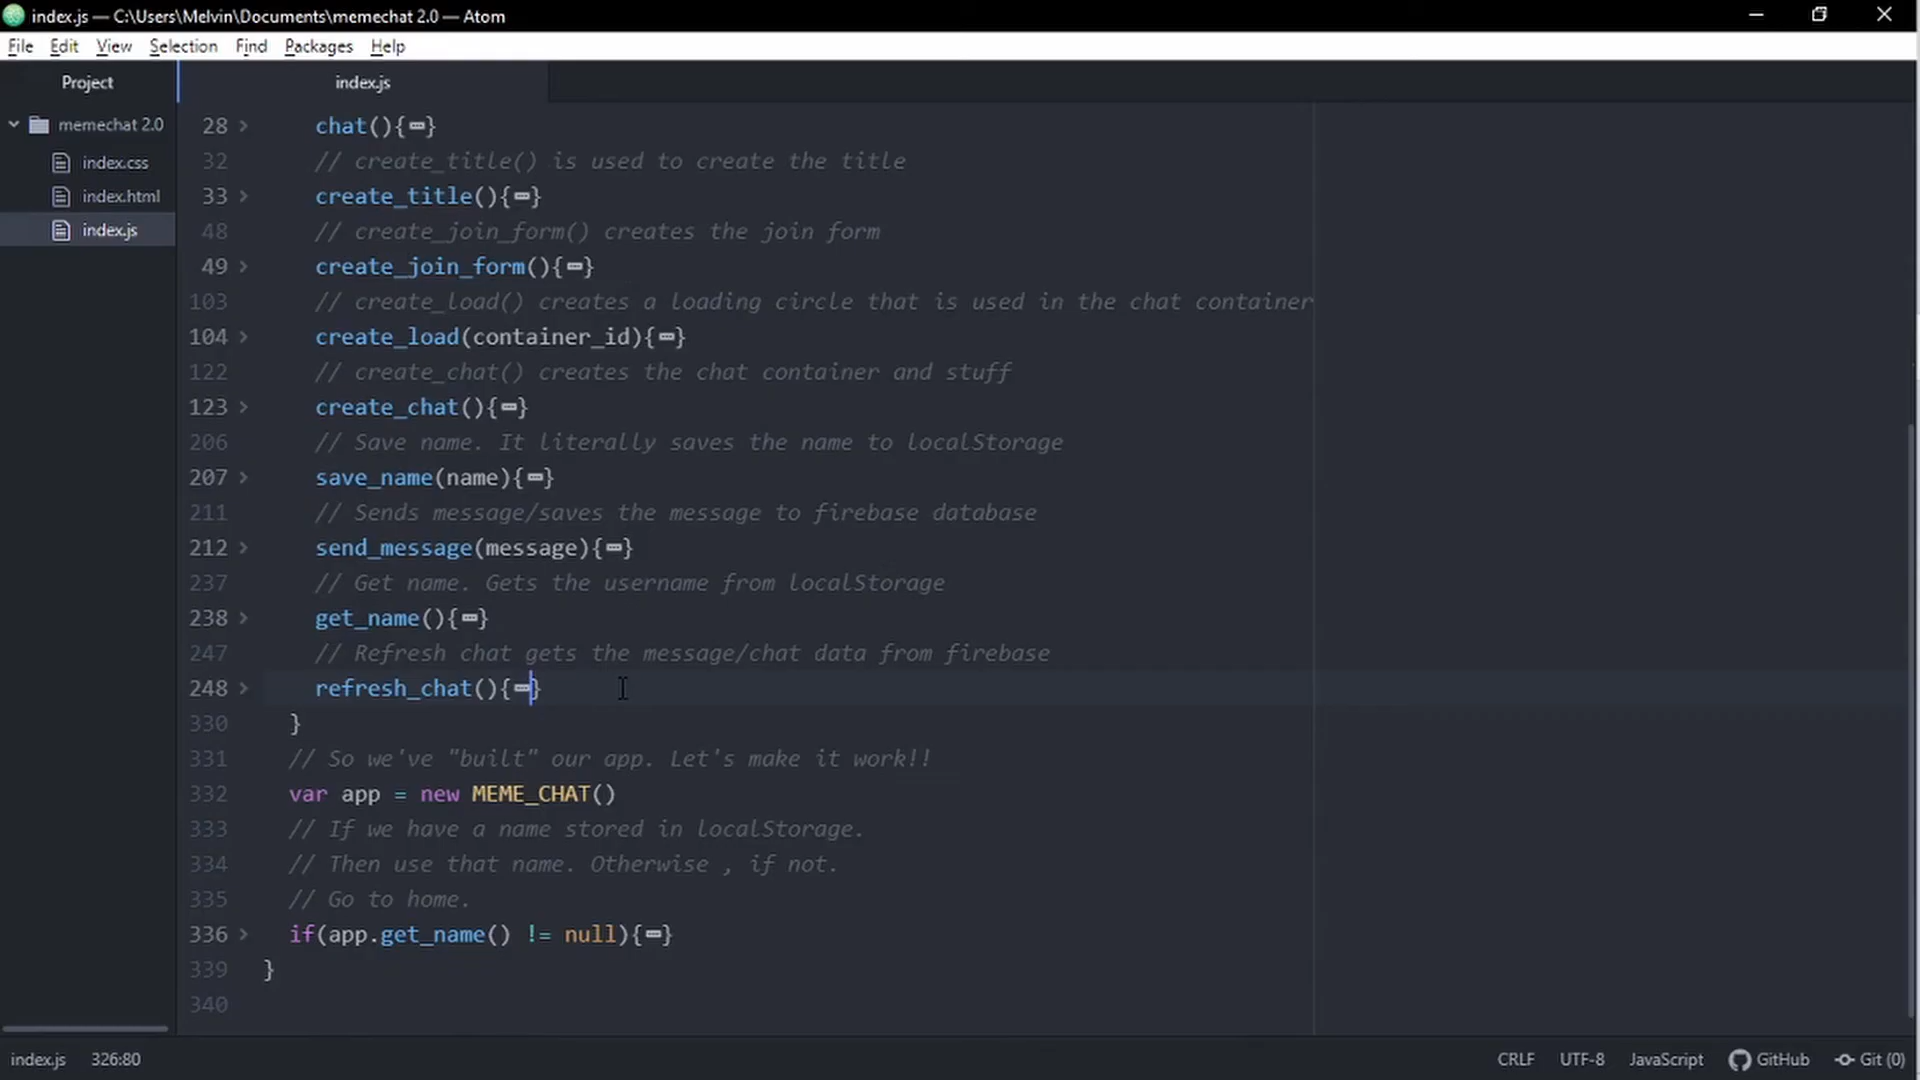 index.js — C:\Users\Melvin\Documents\memechat 2.0 — Atom
File Edit View Selection Find Packages Help
Project
memechat 2.0
index.css
index.html
index.js
index.js
28 chat(){}
32 // create_title() is used to create the title
33 create_title(){}
48 // create_join_form() creates the join form
49 create_join_form(){}
103 // create_load() creates a loading circle that is used in the chat container
104 create_load(container_id){}
122 // create_chat() creates the chat container and stuff
123 create_chat(){}
206 // Save name. It literally saves the name to localStorage
207 save_name(name){}
211 // Sends message/saves the message to firebase database
212 send_message(message){}
237 // Get name. Gets the username from localStorage
238 get_name(){}
247 // Refresh chat gets the message/chat data from firebase
248 refresh_chat(){}
330 }
331 // So we've "built" our app. Let's make it work!!
332 var app = new MEME_CHAT()
333 // If we have a name stored in localStorage.
334 // Then use that name. Otherwise , if not.
335 // Go to home.
336 if(app.get_name() != null){}
339 }
340
index.js 326:80 CRLF UTF-8 JavaScript GitHub Git (0)